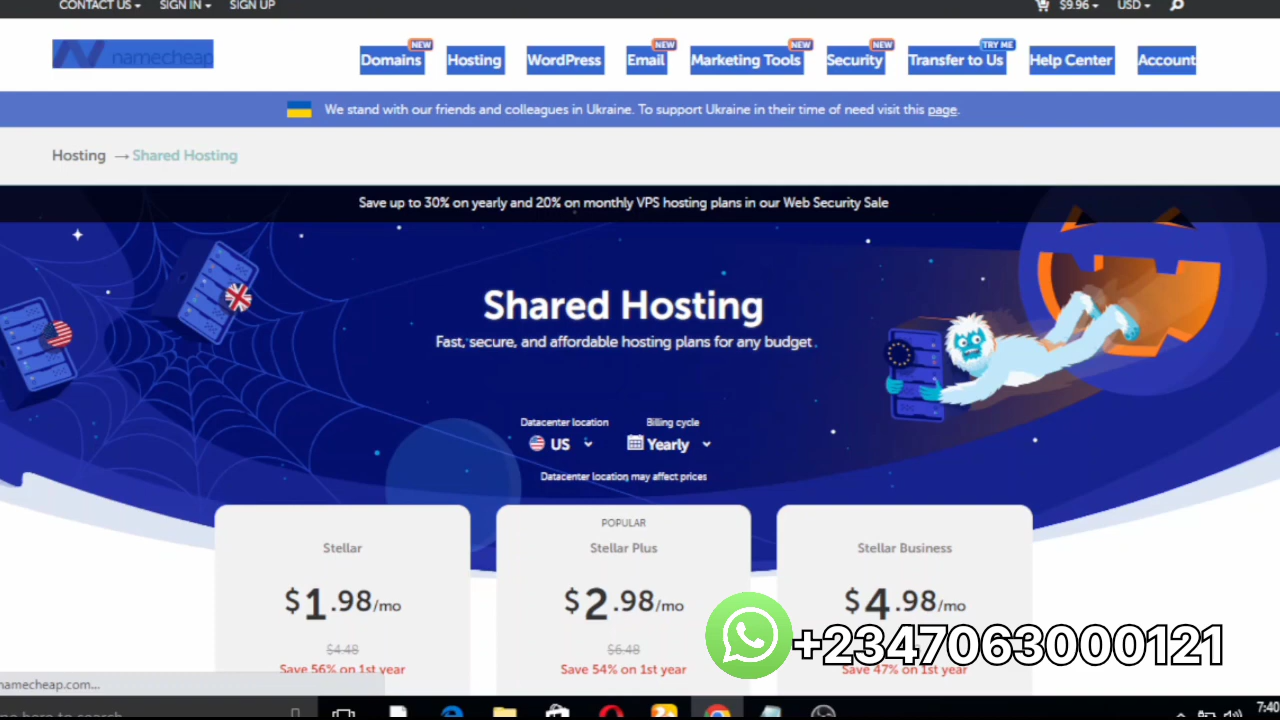 CONTACT US SIGN IN SIGN UP $9.96 USD
NEW NEW NEW NEW TRY ME
namecheap Domains Hosting WordPress Email Marketing Tools Security Transfer to Us Help Center Account
We stand with our friends and colleagues in Ukraine. To support Ukraine in their time of need visit this page.
Hosting → Shared Hosting
Save up to 30% on yearly and 20% on monthly VPS hosting plans in our Web Security Sale
Shared Hosting
Fast, secure, and affordable hosting plans for any budget.
Datacenter location Billing cycle
US Yearly
Datacenter location may affect prices
POPULAR
Stellar Stellar Plus Stellar Business
$1.98/mo $2.98/mo $4.98/mo
$4.48 $6.48
Save 56% on 1st year Save 54% on 1st year Save 47% on 1st year
+2347063000121
namecheap.com...
here to search
7:40